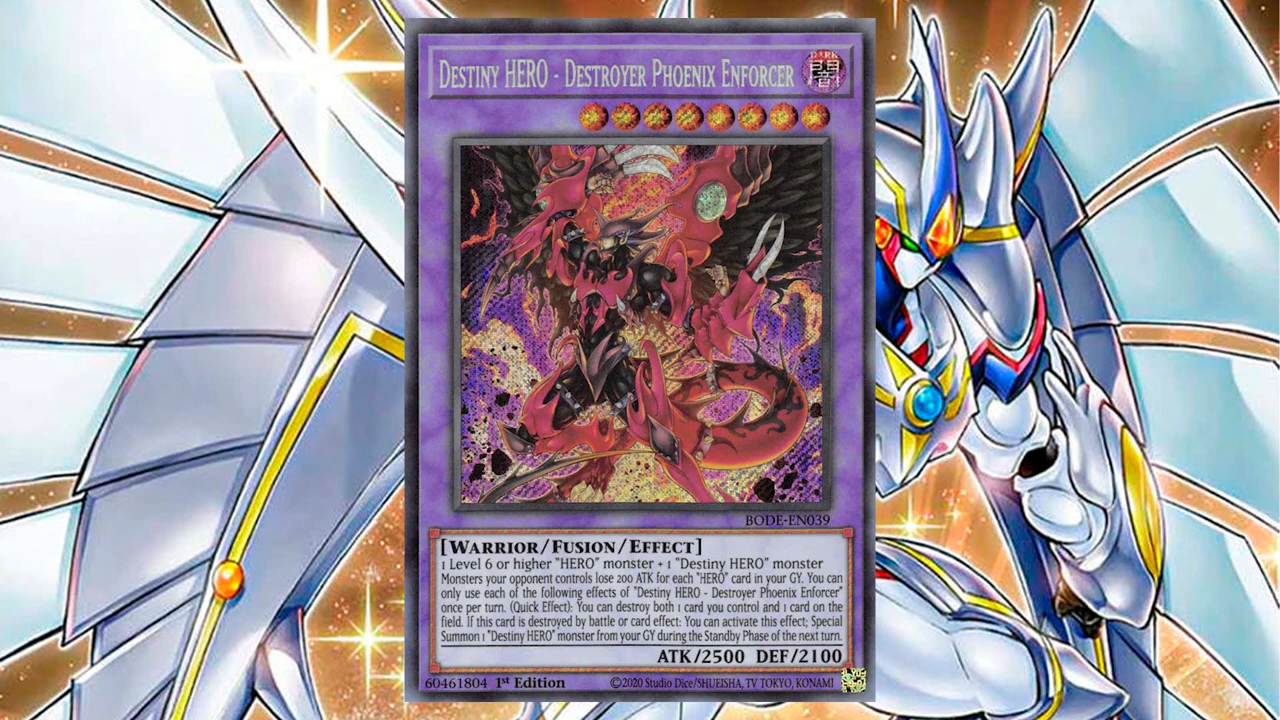 DESTINY HERO - DESTROYER PHOENIX ENFORCER
DARK
闇
BODE-EN039
[WARRIOR/FUSION/EFFECT]
1 Level 6 or higher "HERO" monster + 1 "Destiny HERO" monster
Monsters your opponent controls lose 200 ATK for each "HERO" card in your GY. You can
only use each of the following effects of "Destiny HERO - Destroyer Phoenix Enforcer"
once per turn. (Quick Effect): You can destroy both 1 card you control and 1 card on the
field. If this card is destroyed by battle or card effect: You can activate this effect; Special
Summon 1 "Destiny HERO" monster from your GY during the Standby Phase of the next turn.
ATK/2500 DEF/2100
60461804 1st Edition ©2020 Studio Dice/SHUEISHA, TV TOKYO, KONAMI